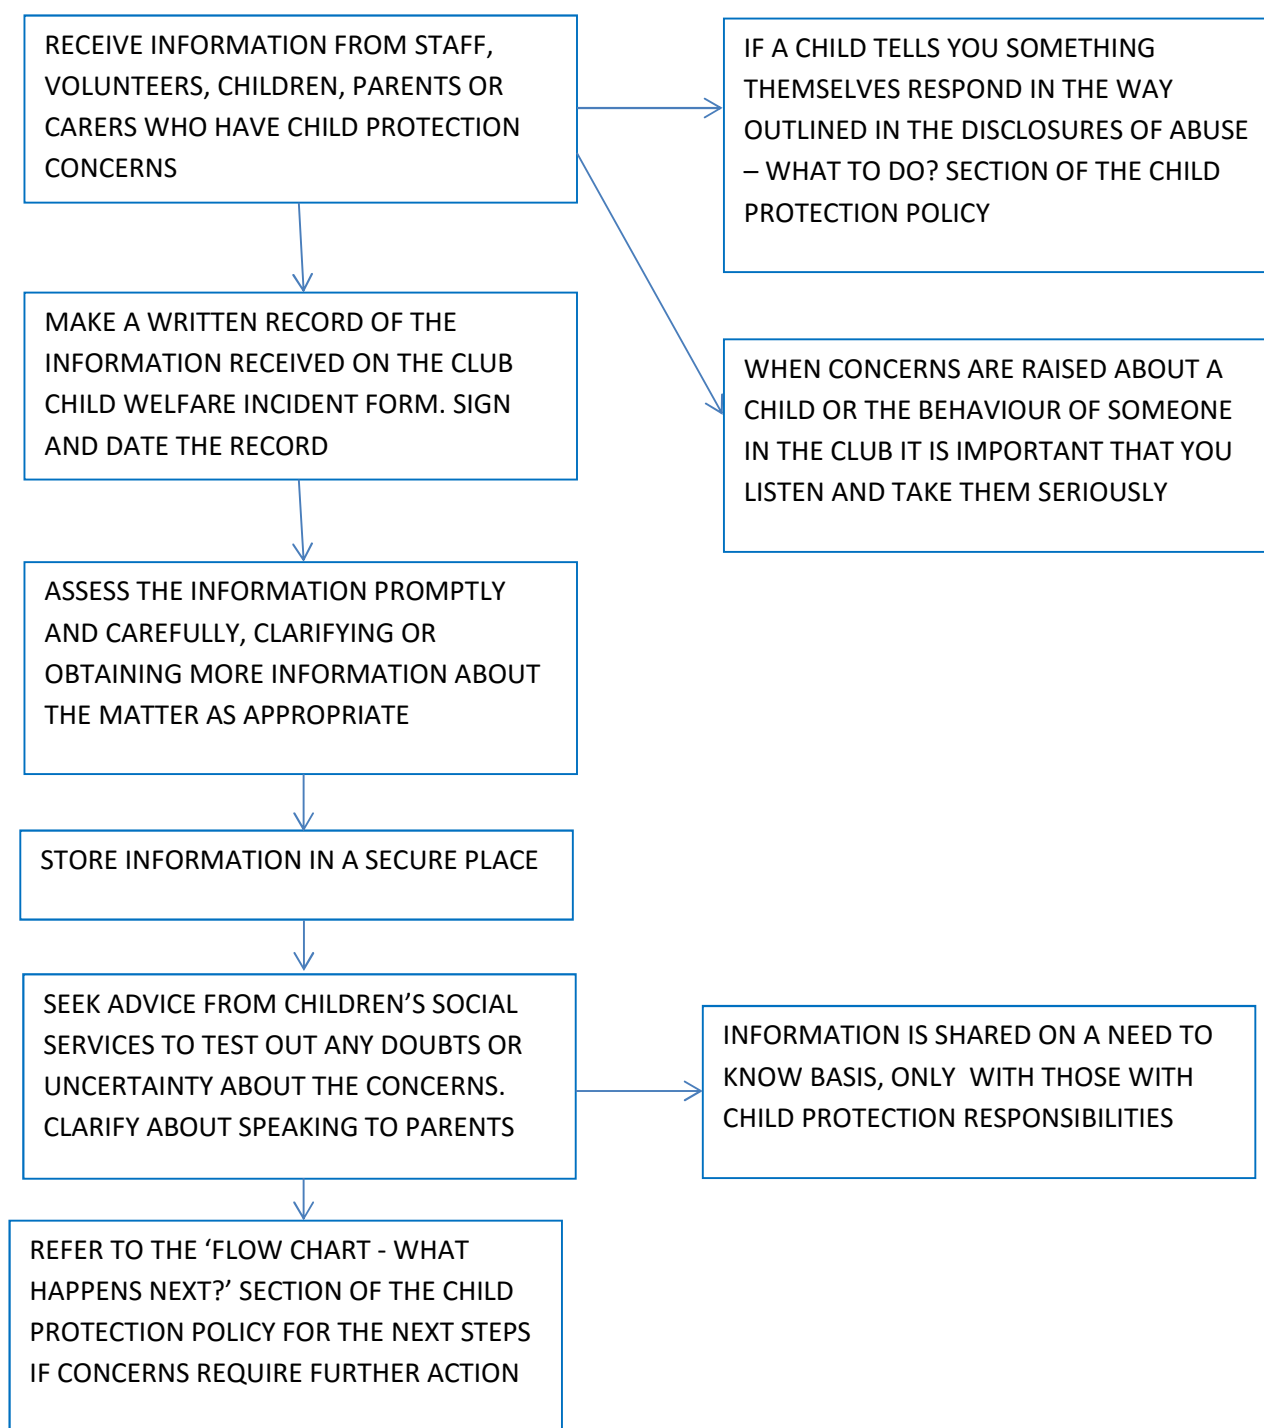 RECEIVE INFORMATION FROM STAFF,
VOLUNTEERS, CHILDREN, PARENTS OR
CARERS WHO HAVE CHILD PROTECTION
CONCERNS
IF A CHILD TELLS YOU SOMETHING
THEMSELVES RESPOND IN THE WAY
OUTLINED IN THE DISCLOSURES OF ABUSE
– WHAT TO DO? SECTION OF THE CHILD
PROTECTION POLICY
MAKE A WRITTEN RECORD OF THE
INFORMATION RECEIVED ON THE CLUB
CHILD WELFARE INCIDENT FORM. SIGN
AND DATE THE RECORD
WHEN CONCERNS ARE RAISED ABOUT A
CHILD OR THE BEHAVIOUR OF SOMEONE
IN THE CLUB IT IS IMPORTANT THAT YOU
LISTEN AND TAKE THEM SERIOUSLY
ASSESS THE INFORMATION PROMPTLY
AND CAREFULLY, CLARIFYING OR
OBTAINING MORE INFORMATION ABOUT
THE MATTER AS APPROPRIATE
STORE INFORMATION IN A SECURE PLACE
SEEK ADVICE FROM CHILDREN’S SOCIAL
SERVICES TO TEST OUT ANY DOUBTS OR
UNCERTAINTY ABOUT THE CONCERNS.
CLARIFY ABOUT SPEAKING TO PARENTS
INFORMATION IS SHARED ON A NEED TO
KNOW BASIS, ONLY  WITH THOSE WITH
CHILD PROTECTION RESPONSIBILITIES
REFER TO THE ‘FLOW CHART - WHAT
HAPPENS NEXT?’ SECTION OF THE CHILD
PROTECTION POLICY FOR THE NEXT STEPS
IF CONCERNS REQUIRE FURTHER ACTION